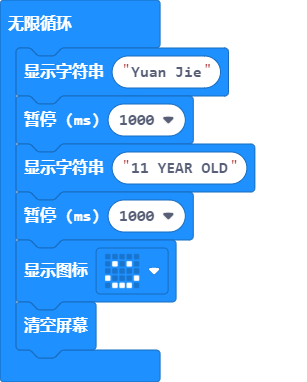 无限循环
显示字符串 "Yuan Jie"
暂停 (ms) 1000
显示字符串 "11 YEAR OLD"
暂停 (ms) 1000
显示图标
清空屏幕